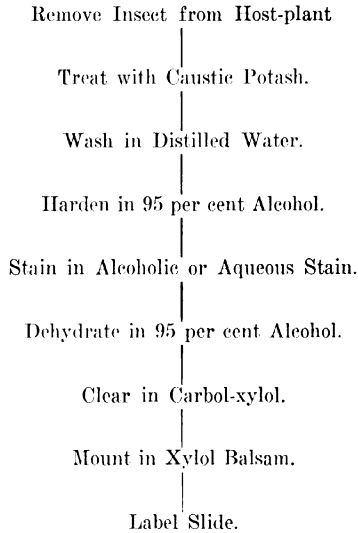 Remove Insect from Host-plant
Treat with Caustic Potash.
Wash in Distilled Water.
Harden in 95 per cent Alcohol.
Stain in Alcoholic or Aqueous Stain.
Dehydrate in 95 per cent Alcohol.
Clear in Carbol-xylol.
Mount in Xylol Balsam.
Label Slide.